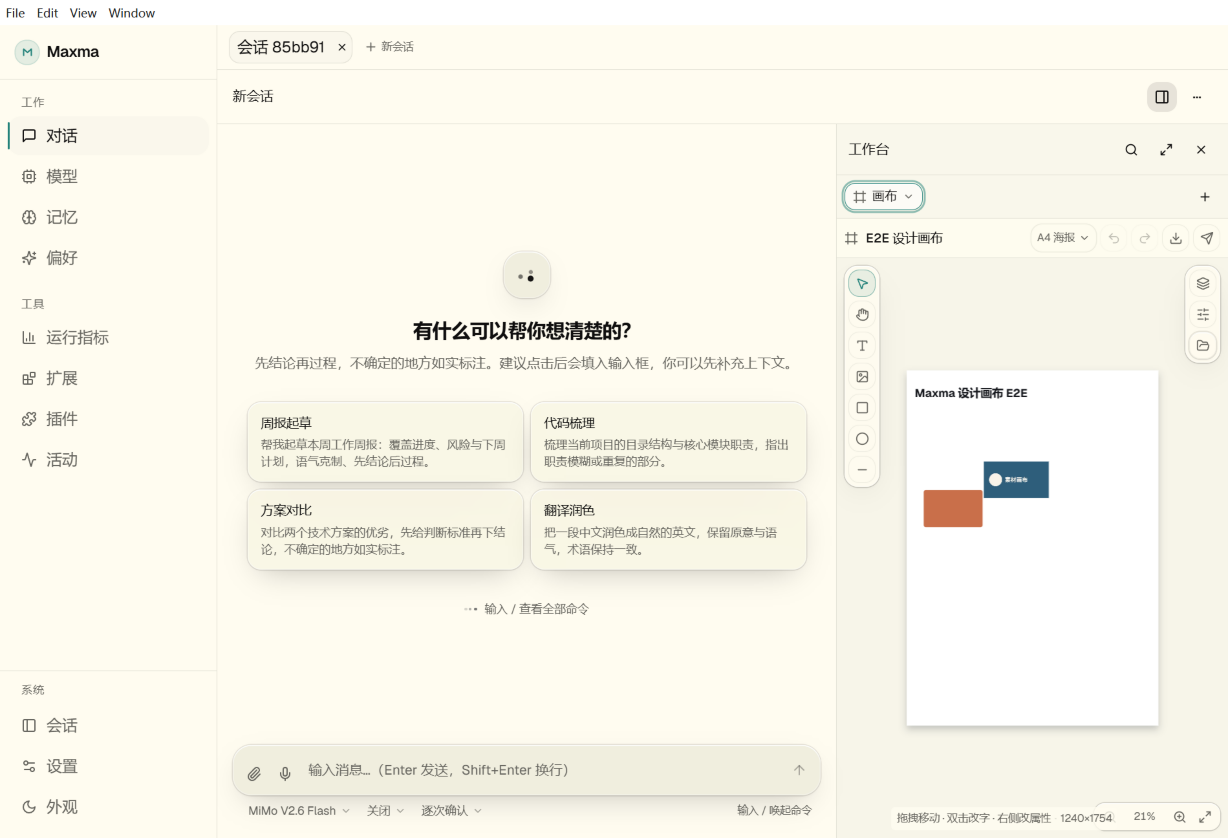 File Edit View Window
M Maxma
会话 85bb91 × + 新会话
工作
对话
模型
记忆
偏好
工具
运行指标
扩展
插件
活动
系统
会话
设置
外观
新会话
有什么可以帮你想清楚的？
先结论再过程，不确定的地方如实标注。建议点击后会填入输入框，你可以先补充上下文。
周报起草
帮我起草本周工作周报：覆盖进度、风险与下周
计划，语气克制、先结论后过程。
代码梳理
梳理当前项目的目录结构与核心模块职责，指出
职责模糊或重复的部分。
方案对比
对比两个技术方案的优劣，先给判断标准再下结
论，不确定的地方如实标注。
翻译润色
把一段中文润色成自然的英文，保留原意与语
气，术语保持一致。
输入 / 查看全部命令
输入消息...（Enter 发送，Shift+Enter 换行）
MiMo V2.6 Flash 关闭 逐次确认 输入 / 唤起命令
工作台
画布
E2E 设计画布 A4 海报
Maxma 设计画布 E2E
素材画布
拖拽移动 · 双击改字 · 右侧改属性 1240×1754 21%